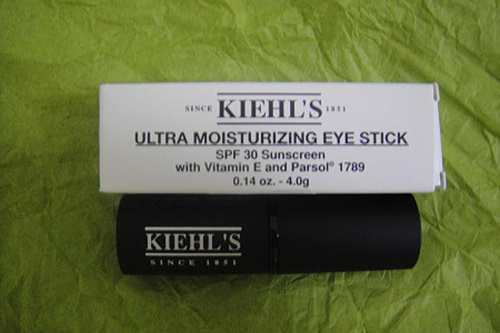 SINCE KIEHL'S 1851
ULTRA MOISTURIZING EYE STICK
SPF 30 Sunscreen
with Vitamin E and Parsol® 1789
0.14 oz. - 4.0g
KIEHL'S
SINCE 1851